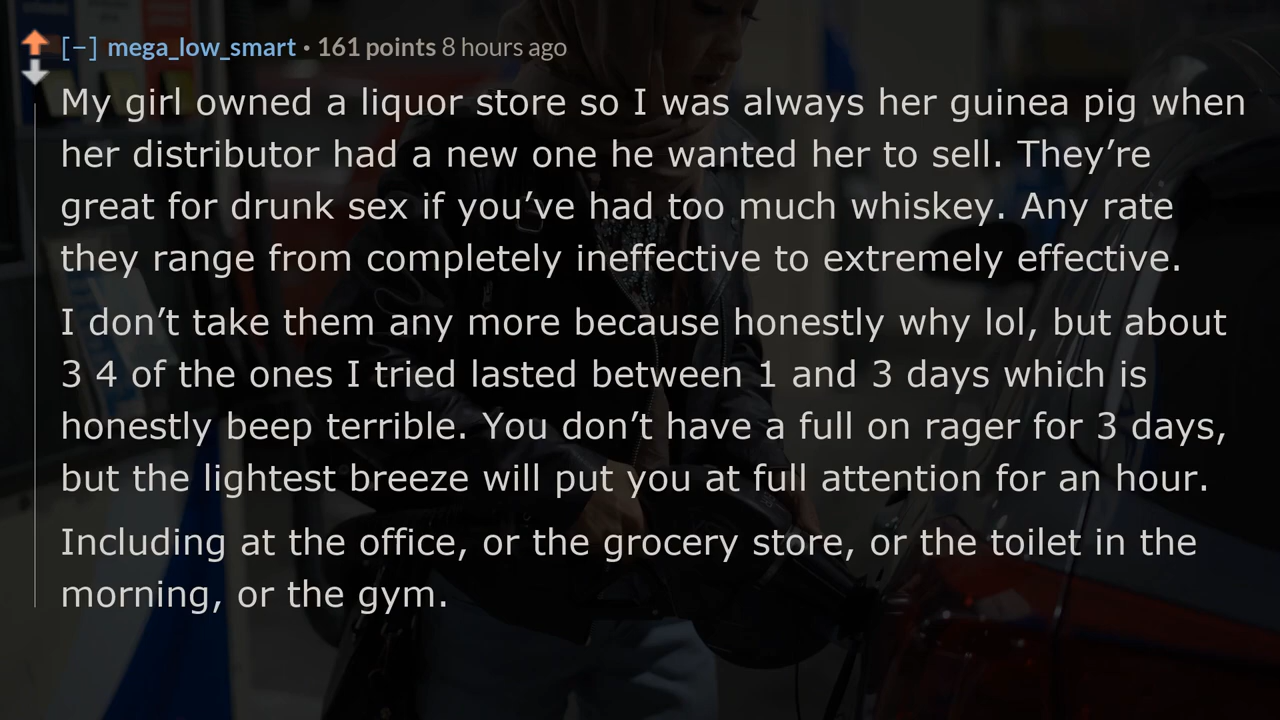 [−] mega_low_smart • 161 points 8 hours ago
My girl owned a liquor store so I was always her guinea pig when
her distributor had a new one he wanted her to sell. They’re
great for drunk sex if you’ve had too much whiskey. Any rate
they range from completely ineffective to extremely effective.
I don’t take them any more because honestly why lol, but about
3 4 of the ones I tried lasted between 1 and 3 days which is
honestly beep terrible. You don’t have a full on rager for 3 days,
but the lightest breeze will put you at full attention for an hour.
Including at the office, or the grocery store, or the toilet in the
morning, or the gym.